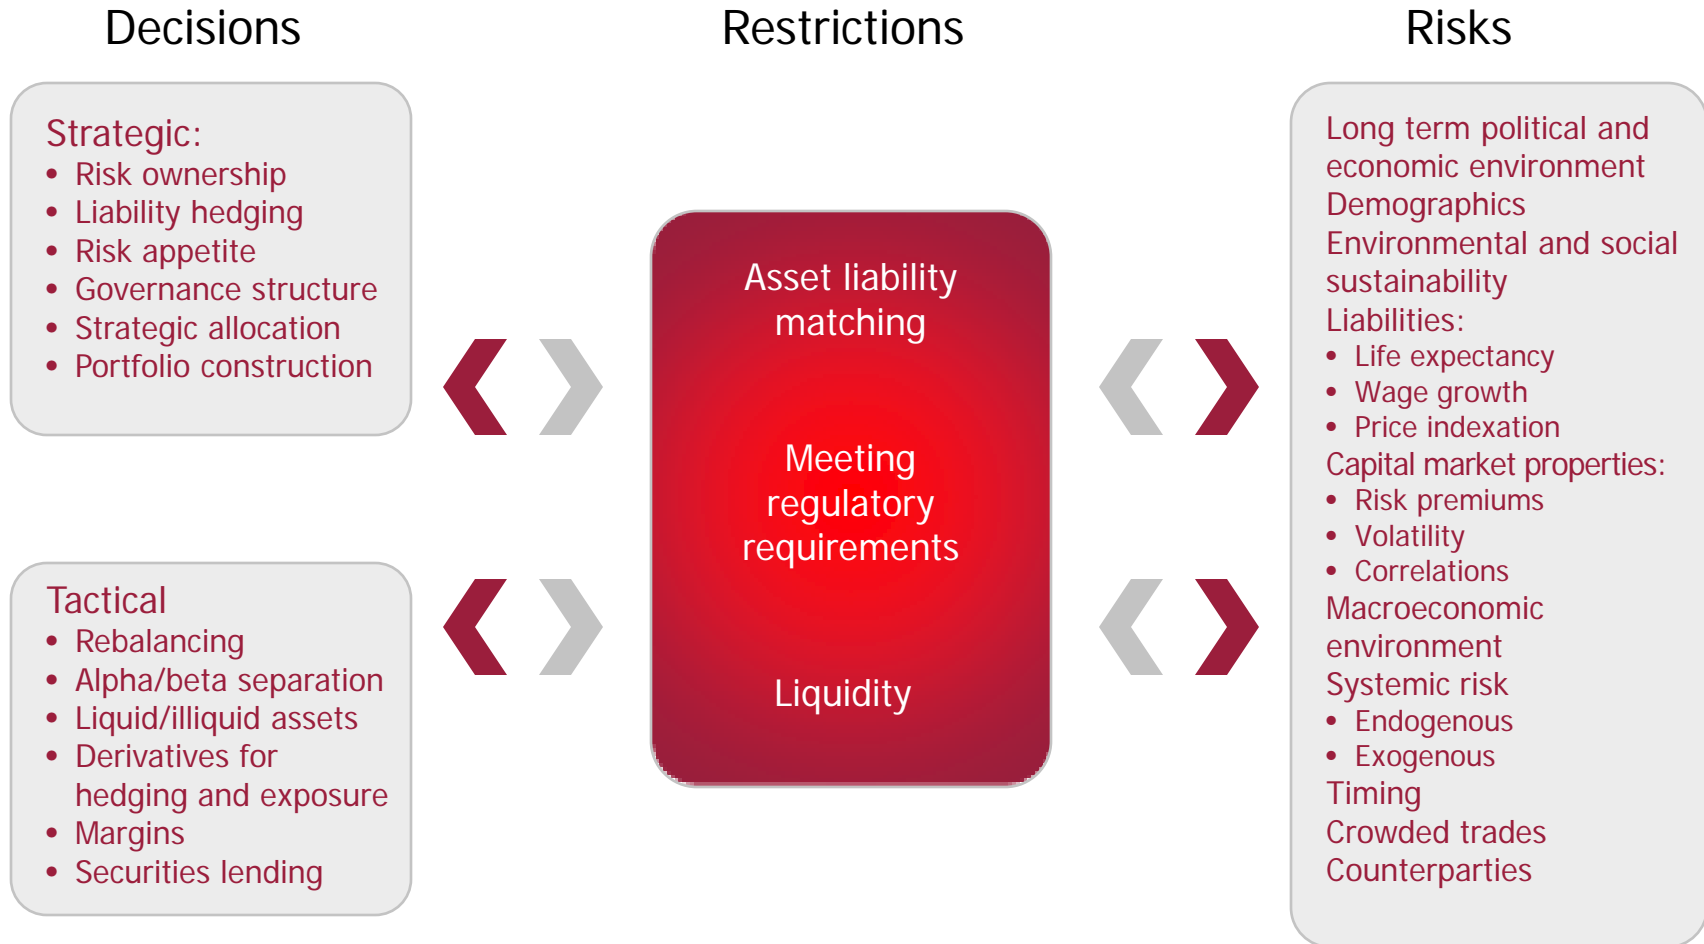 Decisions
Restrictions
Risks
Strategic:
• Risk ownership
• Liability hedging
• Risk appetite
• Governance structure
• Strategic allocation
• Portfolio construction
Tactical
• Rebalancing
• Alpha/beta separation
• Liquid/illiquid assets
• Derivatives for
hedging and exposure
• Margins
• Securities lending
Asset liability
matching
Meeting
regulatory
requirements
Liquidity
Long term political and
economic environment
Demographics
Environmental and social
sustainability
Liabilities:
• Life expectancy
• Wage growth
• Price indexation
Capital market properties:
• Risk premiums
• Volatility
• Correlations
Macroeconomic
environment
Systemic risk
• Endogenous
• Exogenous
Timing
Crowded trades
Counterparties